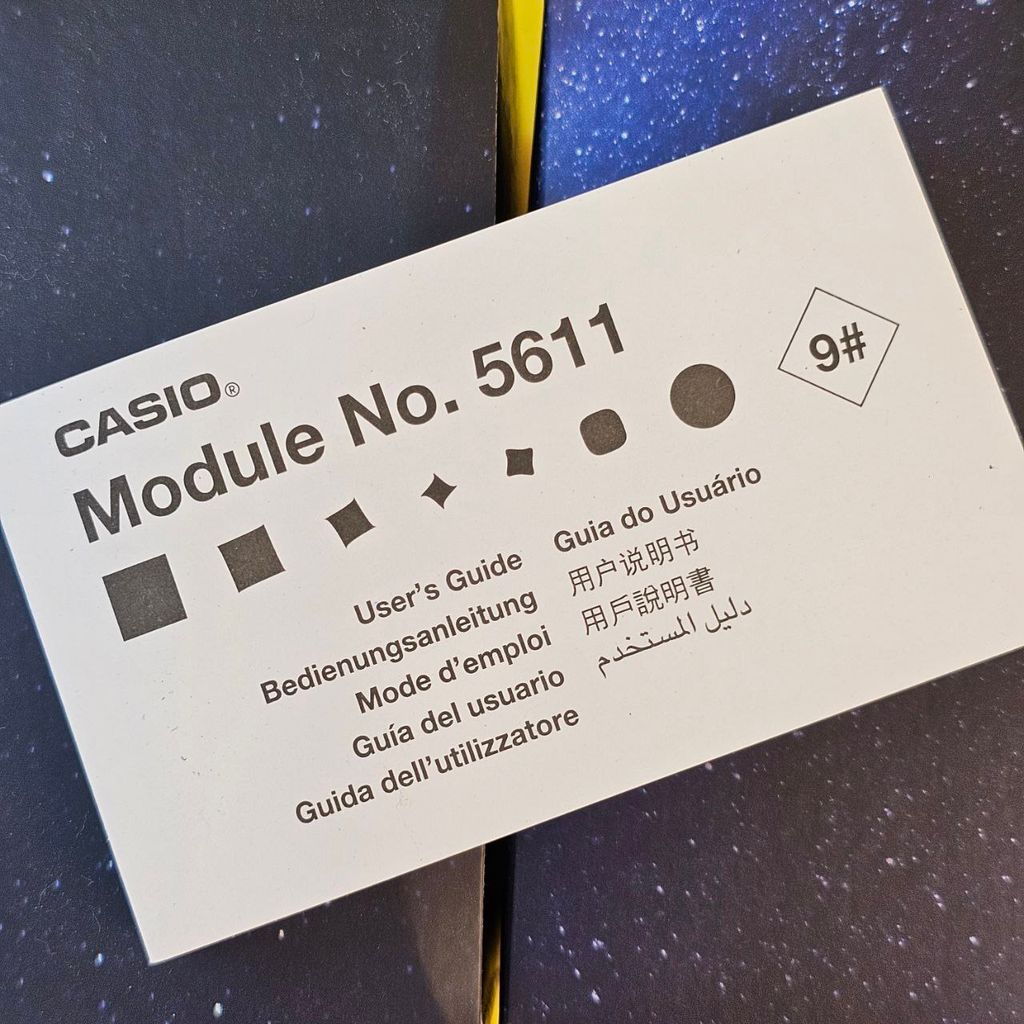 CASIO®
Module No. 5611
9#
User's Guide
Bedienungsanleitung
Mode d'emploi
Guía del usuario
Guida dell'utilizzatore
Guia do Usuário
用户说明书
用戶說明書
دليل المستخدم